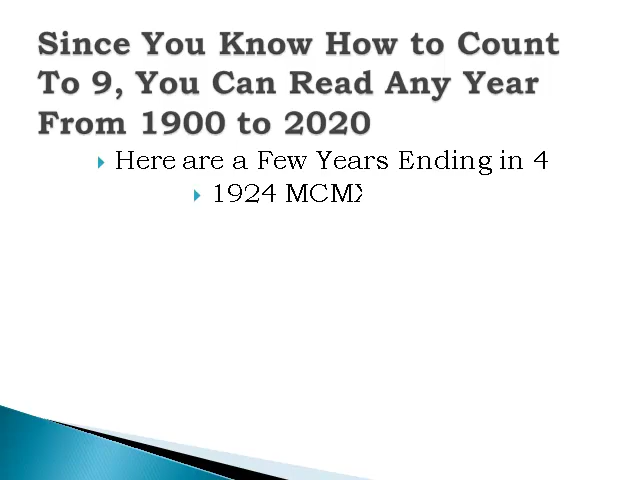 Since You Know How to Count
To 9, You Can Read Any Year
From 1900 to 2020
Here are a Few Years Ending in 4
1924 MCMX